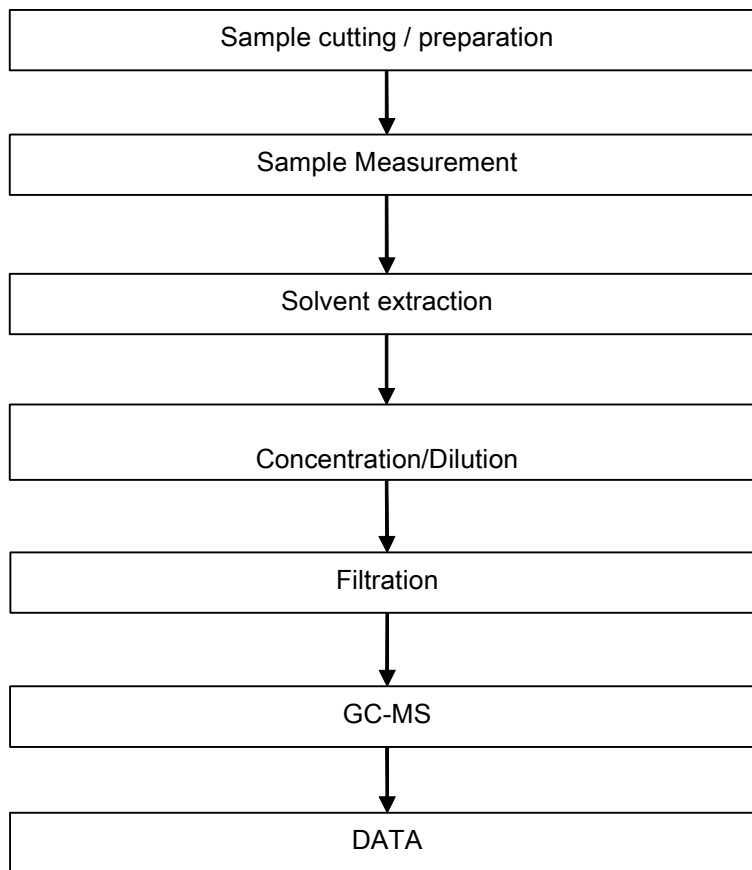 Sample cutting / preparation
Sample Measurement
Solvent extraction
Concentration/Dilution
Filtration
GC-MS
DATA